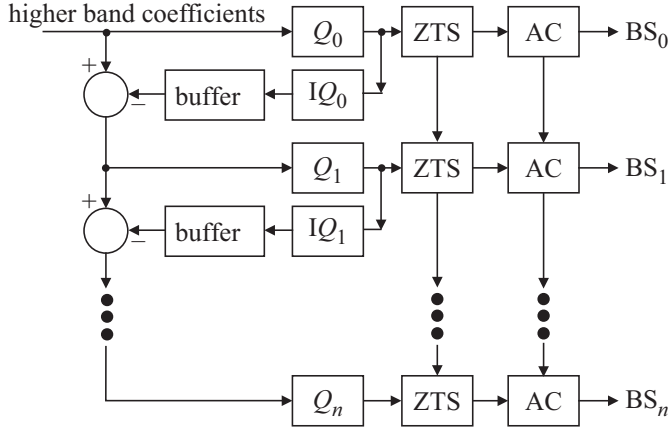 higher band coefficients
Q0 ZTS AC BS0
+
− buffer IQ0
Q1 ZTS AC BS1
+
− buffer IQ1
Qn ZTS AC BSn